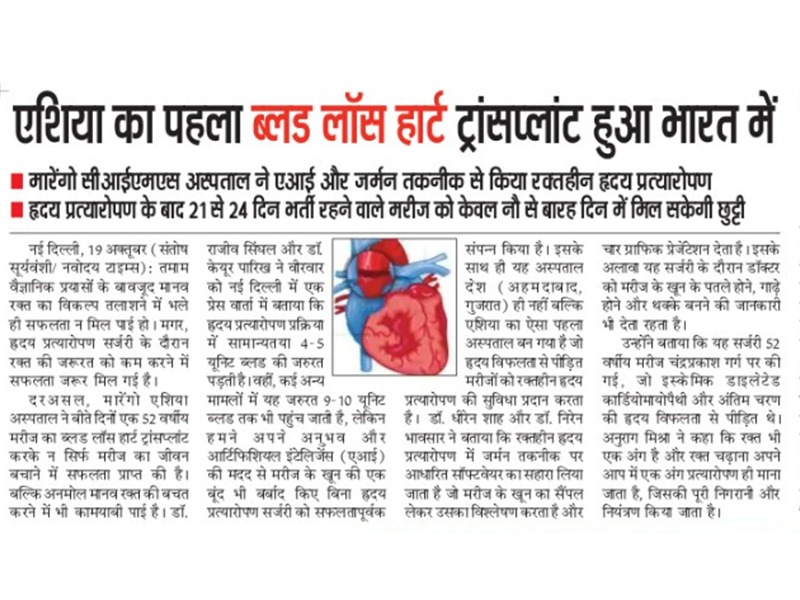 एशिया का पहला ब्लड लॉस हार्ट ट्रांसप्लांट हुआ भारत में
मारेंगो सीआईएमएस अस्पताल ने एआई और जर्मन तकनीक से किया रक्तहीन हृदय प्रत्यारोपण
हृदय प्रत्यारोपण के बाद 21 से 24 दिन भर्ती रहने वाले मरीज को केवल नौ से बारह दिन में मिल सकेगी छुट्टी
नई दिल्ली, 19 अक्तूबर (संतोष
सूर्यवंशी/ नवोदय टाइम्स): तमाम
वैज्ञानिक प्रयासों के बावजूद मानव
रक्त का विकल्प तलाशने में भले
ही सफलता न मिल पाई हो। मगर,
हृदय प्रत्यारोपण सर्जरी के दौरान
रक्त की जरूरत को कम करने में
सफलता जरूर मिल गई है।
दरअसल, मारेंगो एशिया
अस्पताल ने बीते दिनों एक 52 वर्षीय
मरीज का ब्लड लॉस हार्ट ट्रांसप्लांट
करके न सिर्फ मरीज का जीवन
बचाने में सफलता प्राप्त की है।
बल्कि अनमोल मानव रक्त की बचत
करने में भी कामयाबी पाई है। डॉ.
राजीव सिंघल और डॉ.
केयूर पारिख ने वीरवार
को नई दिल्ली में एक
प्रेस वार्ता में बताया कि
हृदय प्रत्यारोपण प्रक्रिया
में सामान्यतया 4-5
यूनिट ब्लड की जरुरत
पड़ती है। वहीं, कई अन्य
मामलों में यह जरुरत 9-10 यूनिट
ब्लड तक भी पहुंच जाती है, लेकिन
हमने अपने अनुभव और
आर्टिफिशियल इंटेलिजेंस (एआई)
की मदद से मरीज के खून की एक
बूंद भी बर्बाद किए बिना हृदय
प्रत्यारोपण सर्जरी को सफलतापूर्वक
संपन्न किया है। इसके
साथ ही यह अस्पताल
देश (अहमदाबाद,
गुजरात) ही नहीं बल्कि
एशिया का ऐसा पहला
अस्पताल बन गया है जो
हृदय विफलता से पीड़ित
मरीजों को रक्तहीन हृदय
प्रत्यारोपण की सुविधा प्रदान करता
है। डॉ. धीरेन शाह और डॉ. निरेन
भावसार ने बताया कि रक्तहीन हृदय
प्रत्यारोपण में जर्मन तकनीक पर
आधारित सॉफ्टवेयर का सहारा लिया
जाता है जो मरीज के खून का सैंपल
लेकर उसका विश्लेषण करता है और
चार ग्राफिक प्रेजेंटेशन देता है। इसके
अलावा यह सर्जरी के दौरान डॉक्टर
को मरीज के खून के पतले होने, गाढ़े
होने और थक्के बनने की जानकारी
भी देता रहता है।
उन्होंने बताया कि यह सर्जरी 52
वर्षीय मरीज चंद्रप्रकाश गर्ग पर की
गई, जो इस्केमिक डाइलेटेड
कार्डियोमायोपैथी और अंतिम चरण
की हृदय विफलता से पीड़ित थे।
अनुराग मिश्रा ने कहा कि रक्त भी
एक अंग है और रक्त चढ़ाना अपने
आप में एक अंग प्रत्यारोपण ही माना
जाता है, जिसकी पूरी निगरानी और
नियंत्रण किया जाता है।